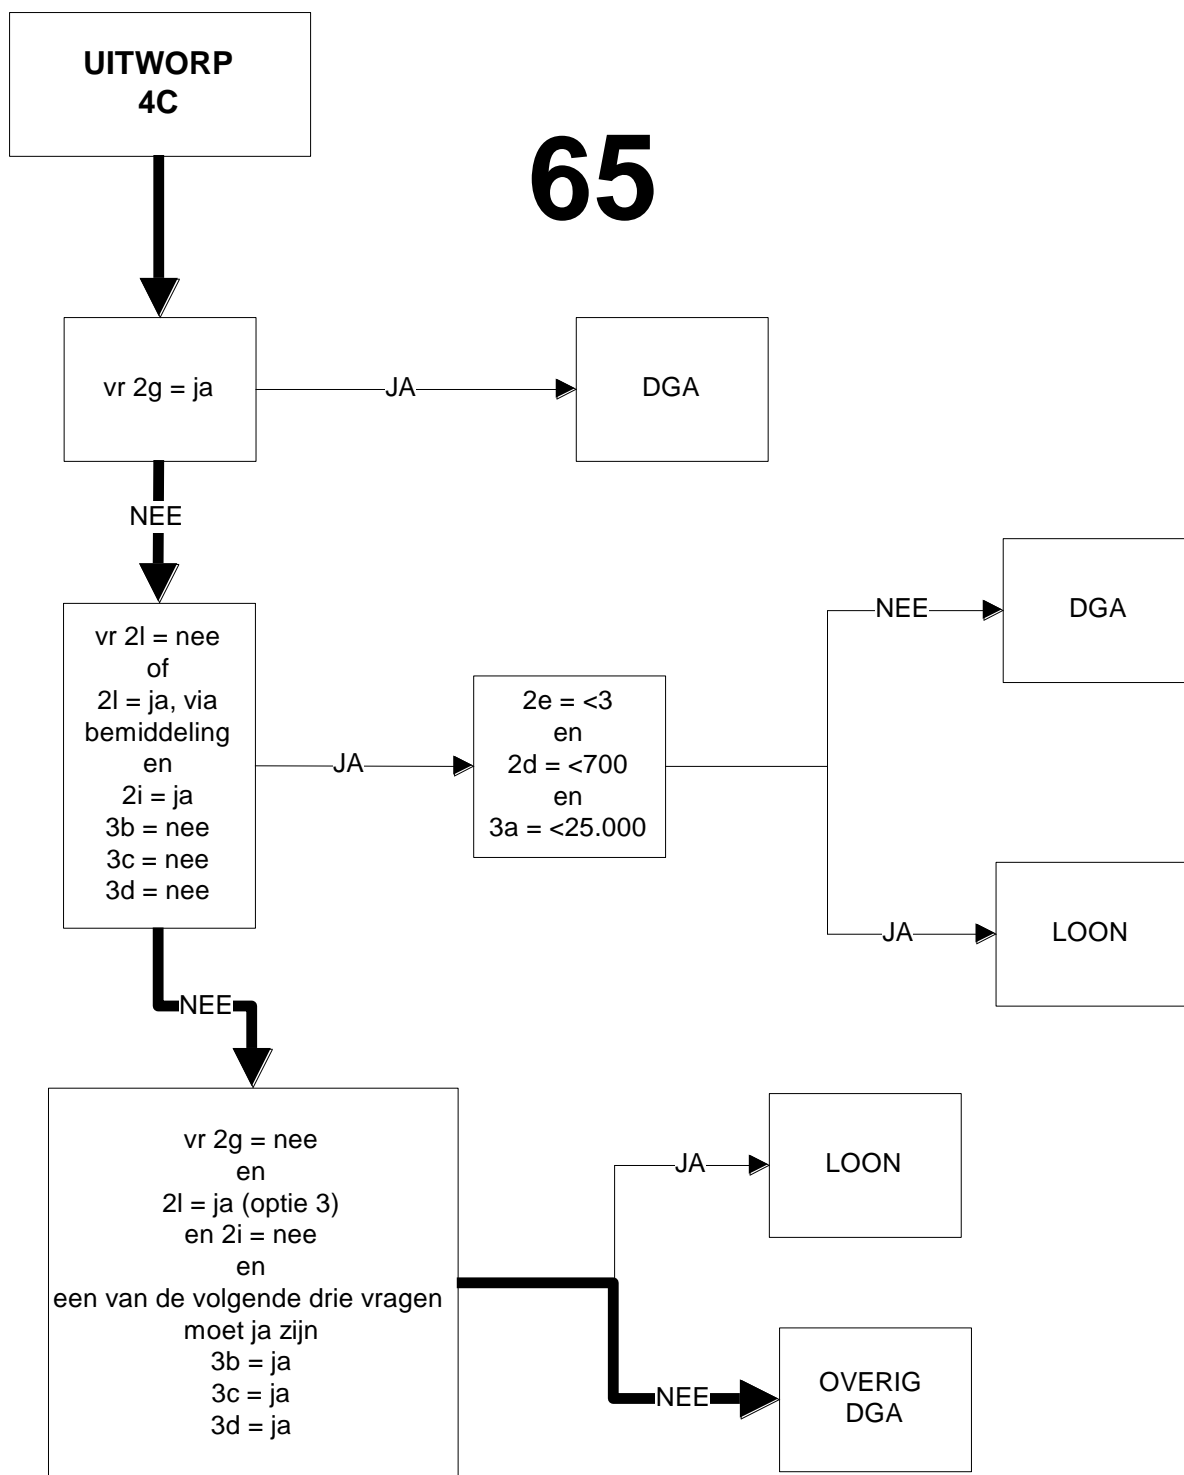 UITWORP
4C
65
vr 2g = ja
JA
DGA
NEE
vr 2l = nee
of
2l = ja, via
bemiddeling
en
2i = ja
3b = nee
3c = nee
3d = nee
JA
2e = <3
en
2d = <700
en
3a = <25.000
NEE
DGA
JA
LOON
NEE
vr 2g = nee
en
2l = ja (optie 3)
en 2i = nee
en
een van de volgende drie vragen
moet ja zijn
3b = ja
3c = ja
3d = ja
JA
LOON
NEE
OVERIG
DGA